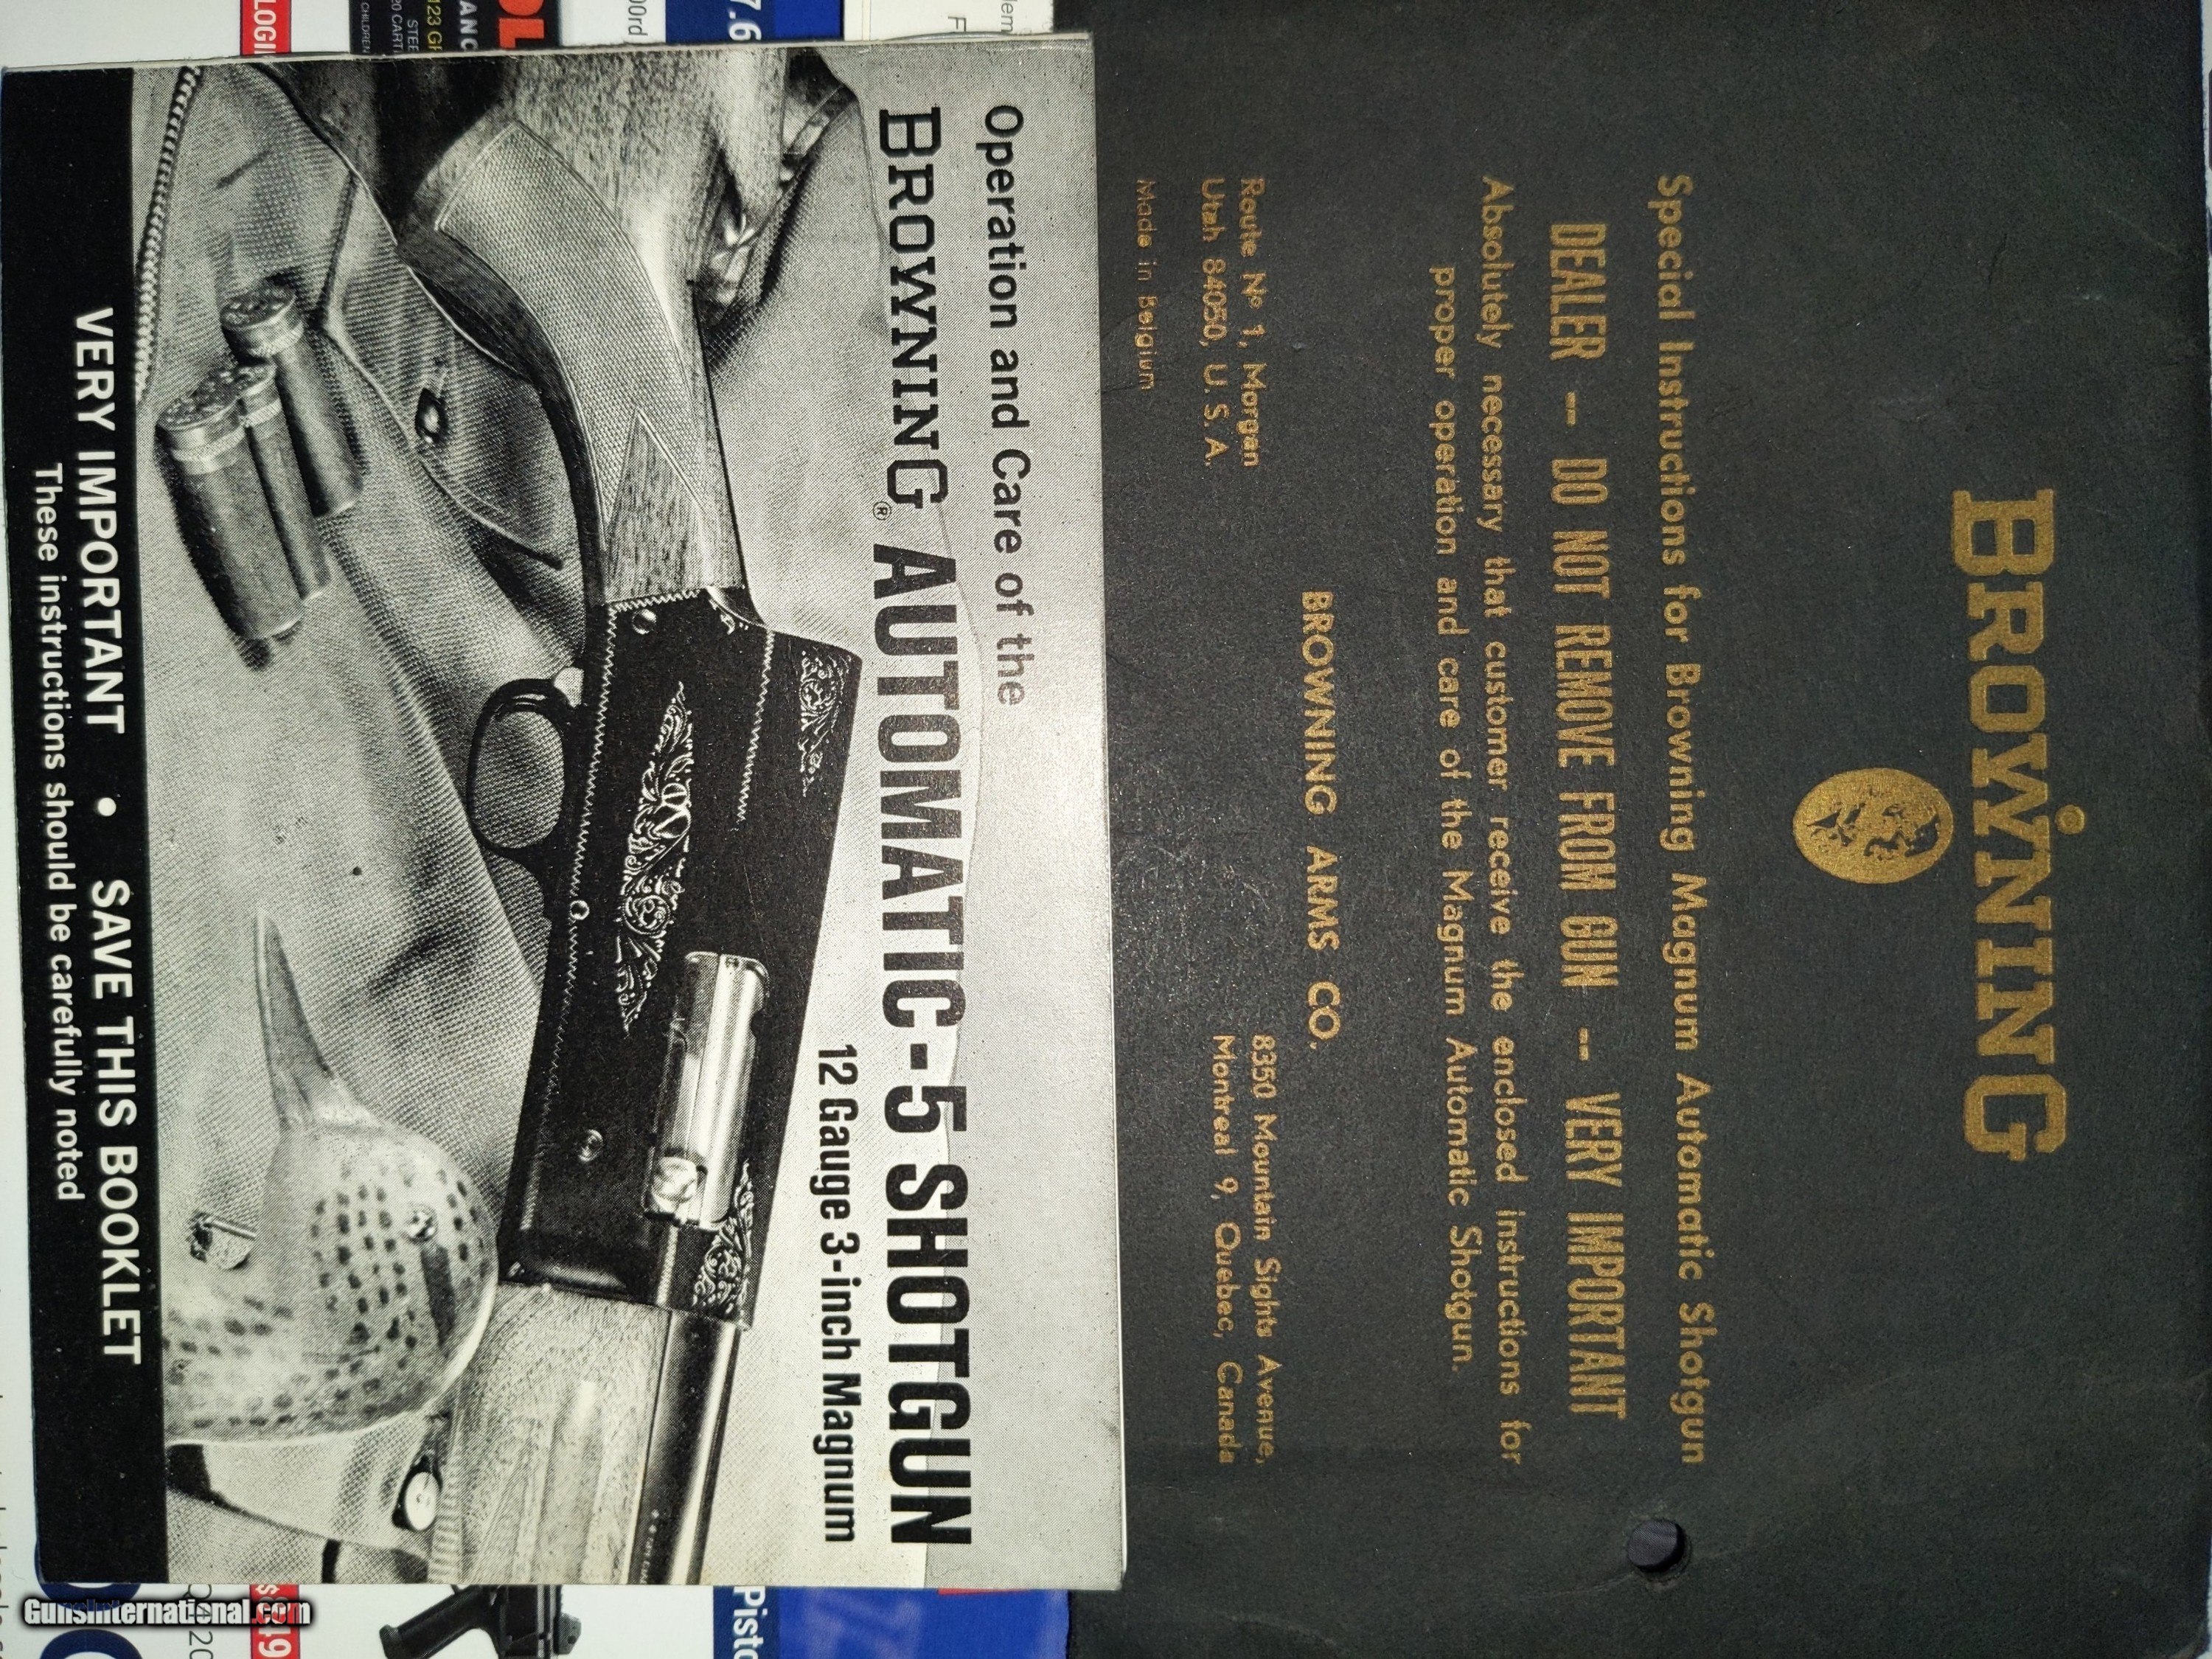 BROWNING
Special Instructions for Browning Magnum Automatic Shotgun
DEALER -- DO NOT REMOVE FROM GUN -- VERY IMPORTANT
Absolutely necessary that customer receive the enclosed instructions for
proper operation and care of the Magnum Automatic Shotgun.
BROWNING ARMS CO.
Route Nº 1, Morgan
Utah 84050, U. S. A.
8350 Mountain Sights Avenue,
Montreal 9, Quebec, Canada
Made in Belgium
Operation and Care of the
BROWNING® AUTOMATIC-5 SHOTGUN
12 Gauge 3-inch Magnum
VERY IMPORTANT • SAVE THIS BOOKLET
These instructions should be carefully noted
GunsInternational.com